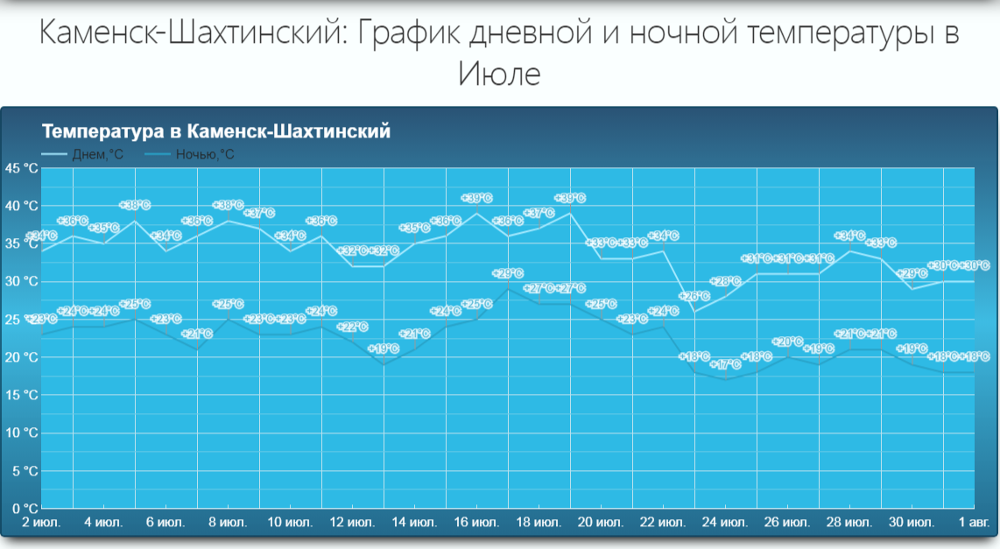 Каменск-Шахтинский: График дневной и ночной температуры в
Июле
Температура в Каменск-Шахтинский
Днем,°C Ночью,°C
45 °C
40 °C
35 °C
30 °C
25 °C
20 °C
15 °C
10 °C
5 °C
0 °C
+34°C +36°C +35°C +38°C +34°C +36°C +38°C +37°C +34°C +36°C +32°C +32°C +35°C +36°C +39°C +36°C +37°C +39°C +33°C +33°C +34°C +26°C +28°C +31°C +31°C +31°C +34°C +33°C +29°C +30°C +30°C
+23°C +24°C +24°C +25°C +23°C +21°C +25°C +23°C +23°C +24°C +22°C +19°C +21°C +24°C +25°C +29°C +27°C +27°C +25°C +23°C +24°C +18°C +17°C +18°C +20°C +19°C +21°C +21°C +19°C +18°C +18°C
2 июл. 4 июл. 6 июл. 8 июл. 10 июл. 12 июл. 14 июл. 16 июл. 18 июл. 20 июл. 22 июл. 24 июл. 26 июл. 28 июл. 30 июл. 1 авг.